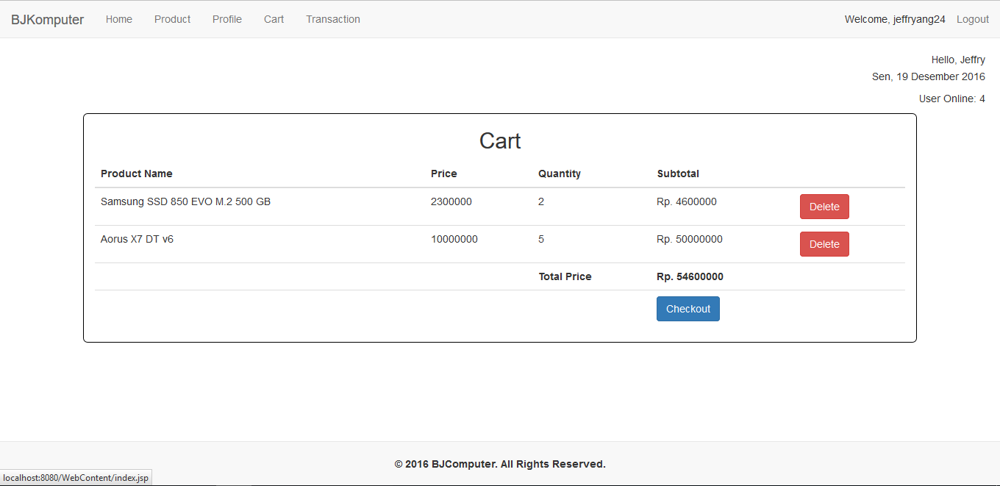 BJKomputer Home Product Profile Cart Transaction Welcome, jeffryang24 Logout
Hello, Jeffry
Sen, 19 Desember 2016
User Online: 4
Cart
Product Name Price Quantity Subtotal
Samsung SSD 850 EVO M.2 500 GB 2300000 2 Rp. 4600000 Delete
Aorus X7 DT v6 10000000 5 Rp. 50000000 Delete
Total Price Rp. 54600000
Checkout
© 2016 BJComputer. All Rights Reserved.
localhost:8080/WebContent/index.jsp